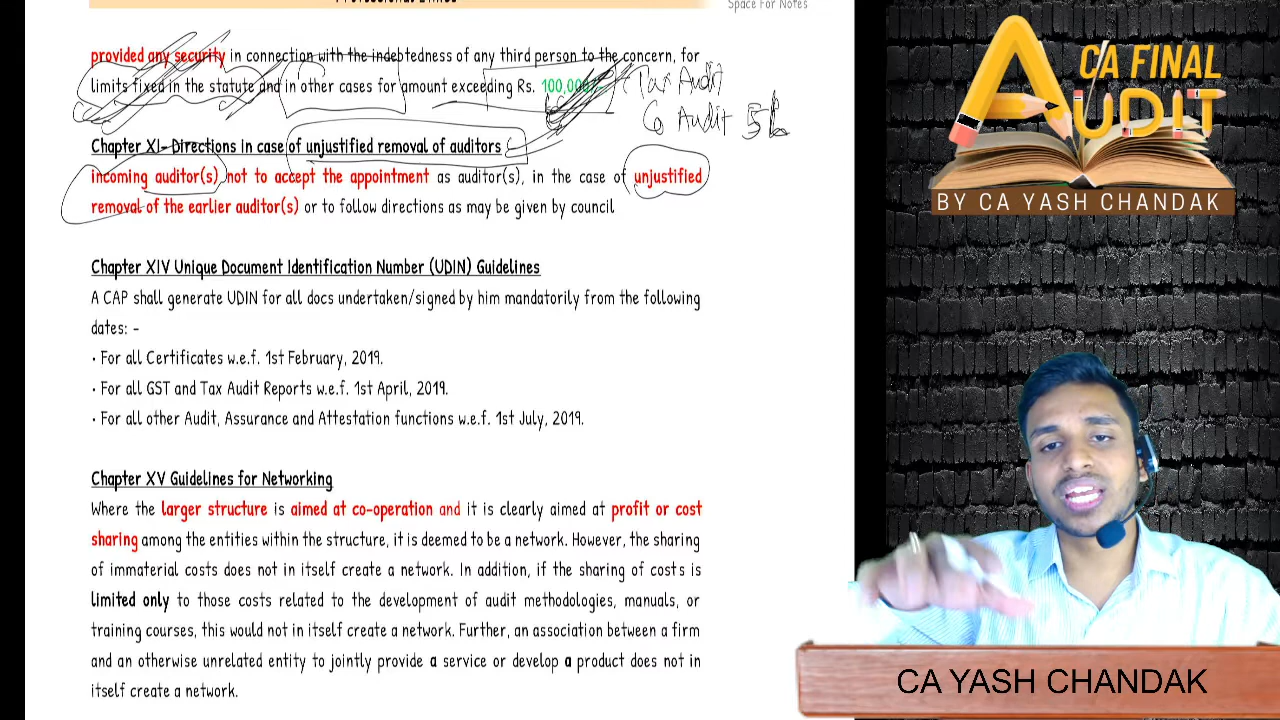 Space For Notes
provided any security in connection with the indebtedness of any third person to the concern, for
limits fixed in the statute and in other cases for amount exceeding Rs. 100,000
Tax Audit
Co Audit 5L
Chapter XI- Directions in case of unjustified removal of auditors
incoming auditor(s) not to accept the appointment as auditor(s), in the case of unjustified
removal of the earlier auditor(s) or to follow directions as may be given by council
Chapter XIV Unique Document Identification Number (UDIN) Guidelines
A CAP shall generate UDIN for all docs undertaken/signed by him mandatorily from the following
dates: -
• For all Certificates w.e.f. 1st February, 2019.
• For all GST and Tax Audit Reports w.e.f. 1st April, 2019.
• For all other Audit, Assurance and Attestation functions w.e.f. 1st July, 2019.
Chapter XV Guidelines for Networking
Where the larger structure is aimed at co-operation and it is clearly aimed at profit or cost
sharing among the entities within the structure, it is deemed to be a network. However, the sharing
of immaterial costs does not in itself create a network. In addition, if the sharing of costs is
limited only to those costs related to the development of audit methodologies, manuals, or
training courses, this would not in itself create a network. Further, an association between a firm
and an otherwise unrelated entity to jointly provide a service or develop a product does not in
itself create a network.
CA FINAL
AUDIT
BY CA YASH CHANDAK
CA YASH CHANDAK